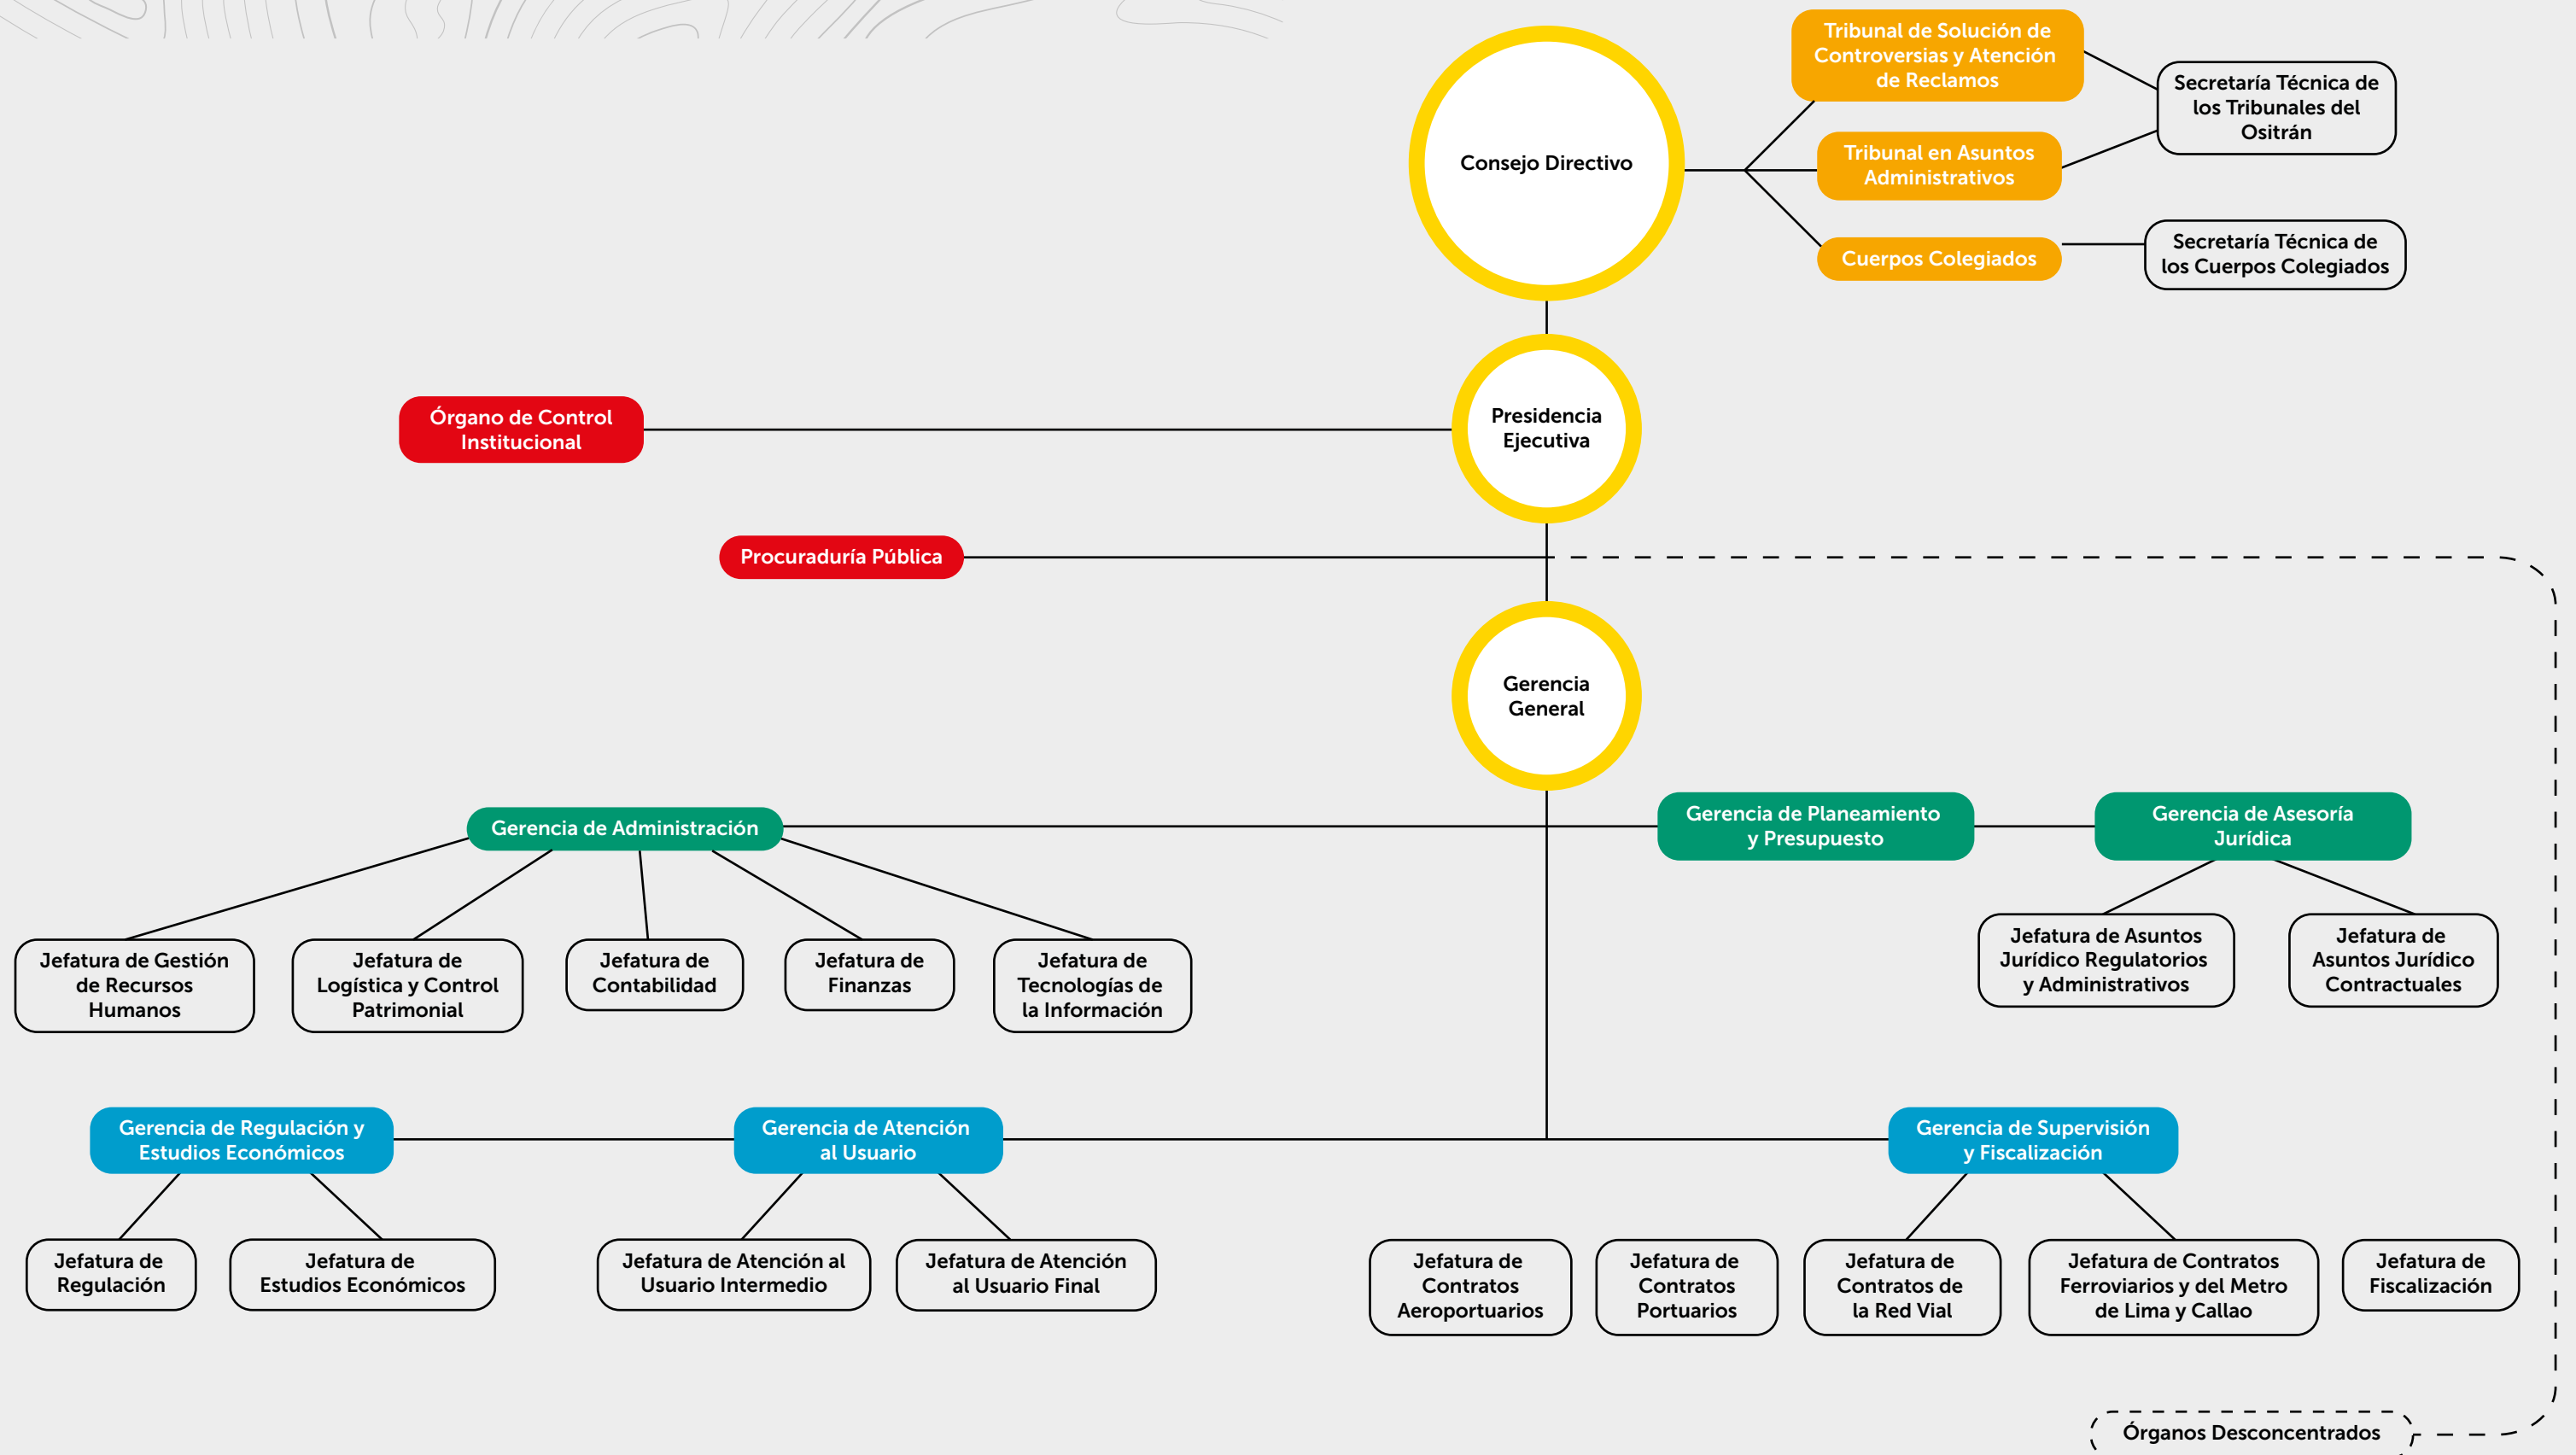 Tribunal de Solución de
Controversias y Atención
de Reclamos
Secretaría Técnica de
los Tribunales del
Ositrán
Consejo Directivo
Tribunal en Asuntos
Administrativos
Cuerpos Colegiados
Secretaría Técnica de
los Cuerpos Colegiados
Órgano de Control
Institucional
Presidencia
Ejecutiva
Procuraduría Pública
Gerencia
General
Gerencia de Administración
Gerencia de Planeamiento
y Presupuesto
Gerencia de Asesoría
Jurídica
Jefatura de Gestión
de Recursos
Humanos
Jefatura de
Logística y Control
Patrimonial
Jefatura de
Contabilidad
Jefatura de
Finanzas
Jefatura de
Tecnologías de
la Información
Jefatura de Asuntos
Jurídico Regulatorios
y Administrativos
Jefatura de
Asuntos Jurídico
Contractuales
Gerencia de Regulación y
Estudios Económicos
Gerencia de Atención
al Usuario
Gerencia de Supervisión
y Fiscalización
Jefatura de
Regulación
Jefatura de
Estudios Económicos
Jefatura de Atención al
Usuario Intermedio
Jefatura de Atención
al Usuario Final
Jefatura de
Contratos
Aeroportuarios
Jefatura de
Contratos
Portuarios
Jefatura de
Contratos de
la Red Vial
Jefatura de Contratos
Ferroviarios y del Metro
de Lima y Callao
Jefatura de
Fiscalización
Órganos Desconcentrados